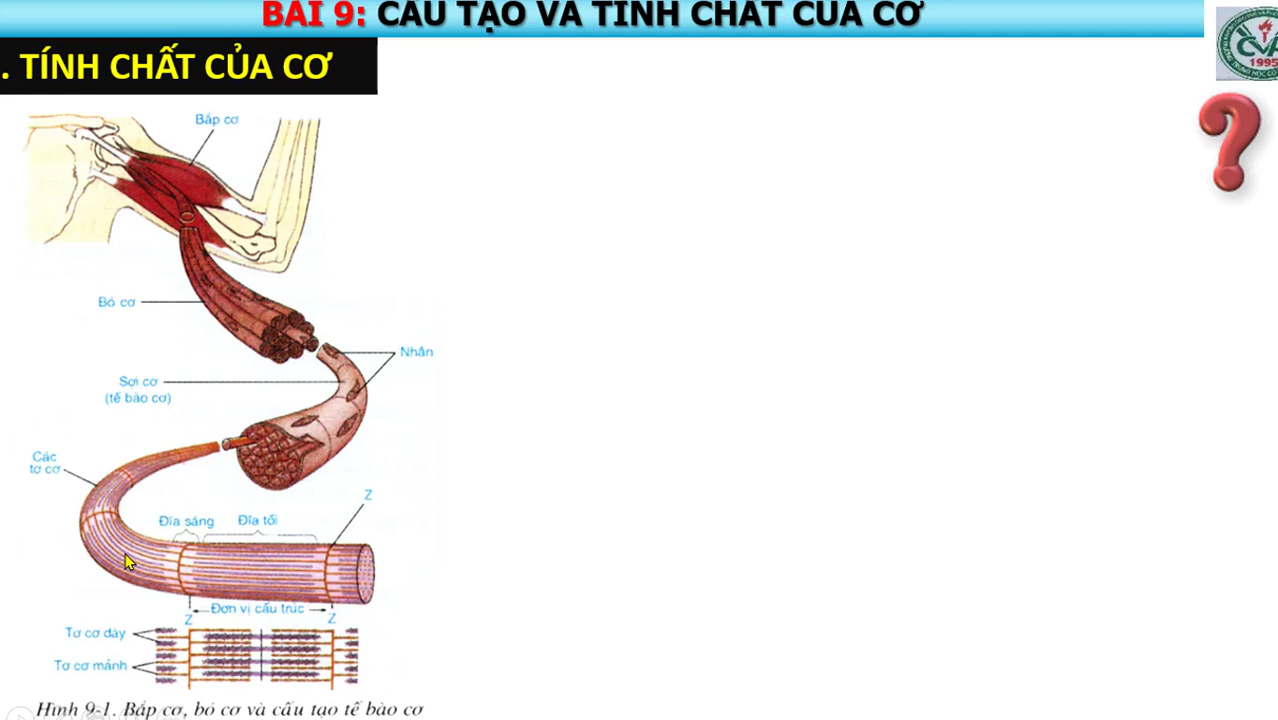 BÀI 9: CẤU TẠO VÀ TÍNH CHẤT CỦA CƠ
. TÍNH CHẤT CỦA CƠ
CVA
1995
Bắp cơ
Bó cơ
Nhân
Sợi cơ
(tế bào cơ)
Các
tơ cơ
Z
Đĩa sáng Đĩa tối
Đơn vị cấu trúc
Z Z
Tơ cơ dày
Tơ cơ mảnh
Hình 9-1. Bắp cơ, bó cơ và cấu tạo tế bào cơ